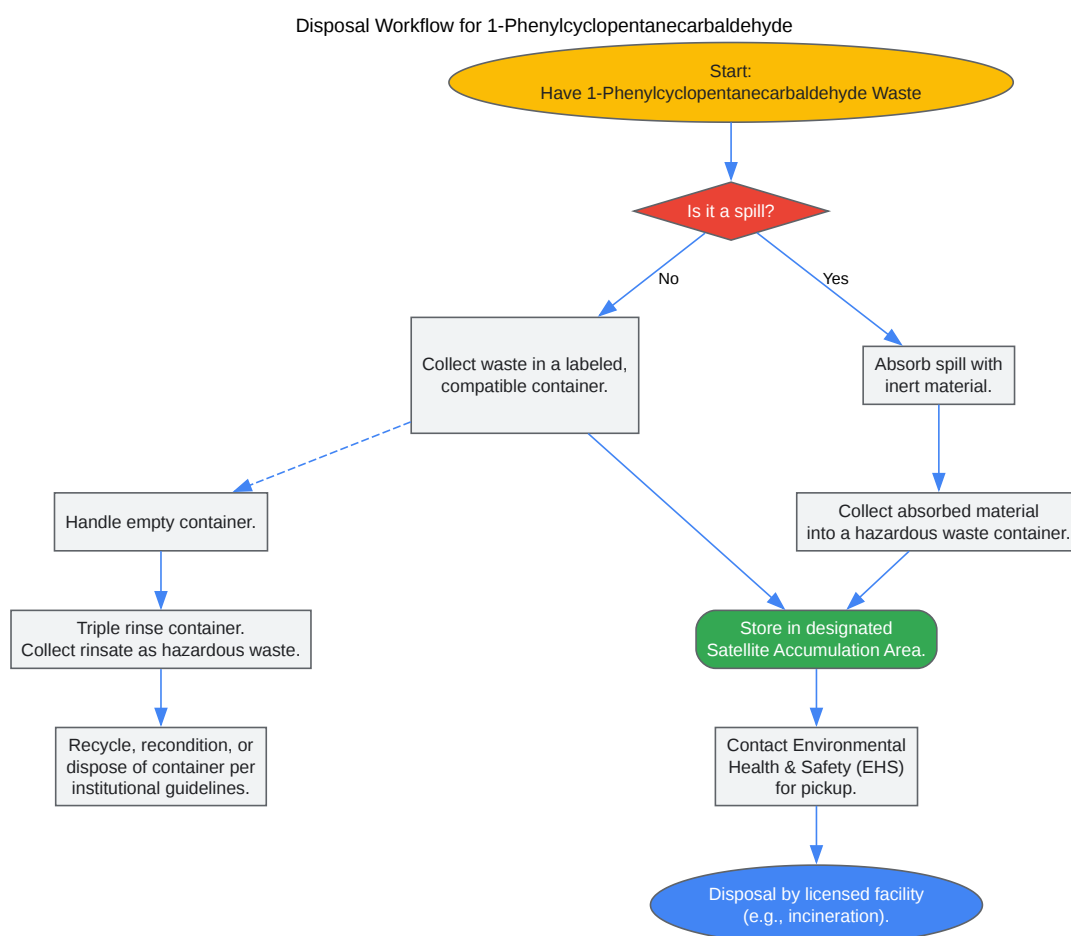 Disposal Workflow for 1-Phenylcyclopentanecarbaldehyde
Start:
Have 1-Phenylcyclopentanecarbaldehyde Waste
Is it a spill?
No
Yes
Collect waste in a labeled,
compatible container.
Absorb spill with
inert material.
Handle empty container.
Collect absorbed material
into a hazardous waste container.
Triple rinse container.
Collect rinsate as hazardous waste.
Store in designated
Satellite Accumulation Area.
Recycle, recondition, or
dispose of container per
institutional guidelines.
Contact Environmental
Health & Safety (EHS)
for pickup.
Disposal by licensed facility
(e.g., incineration).